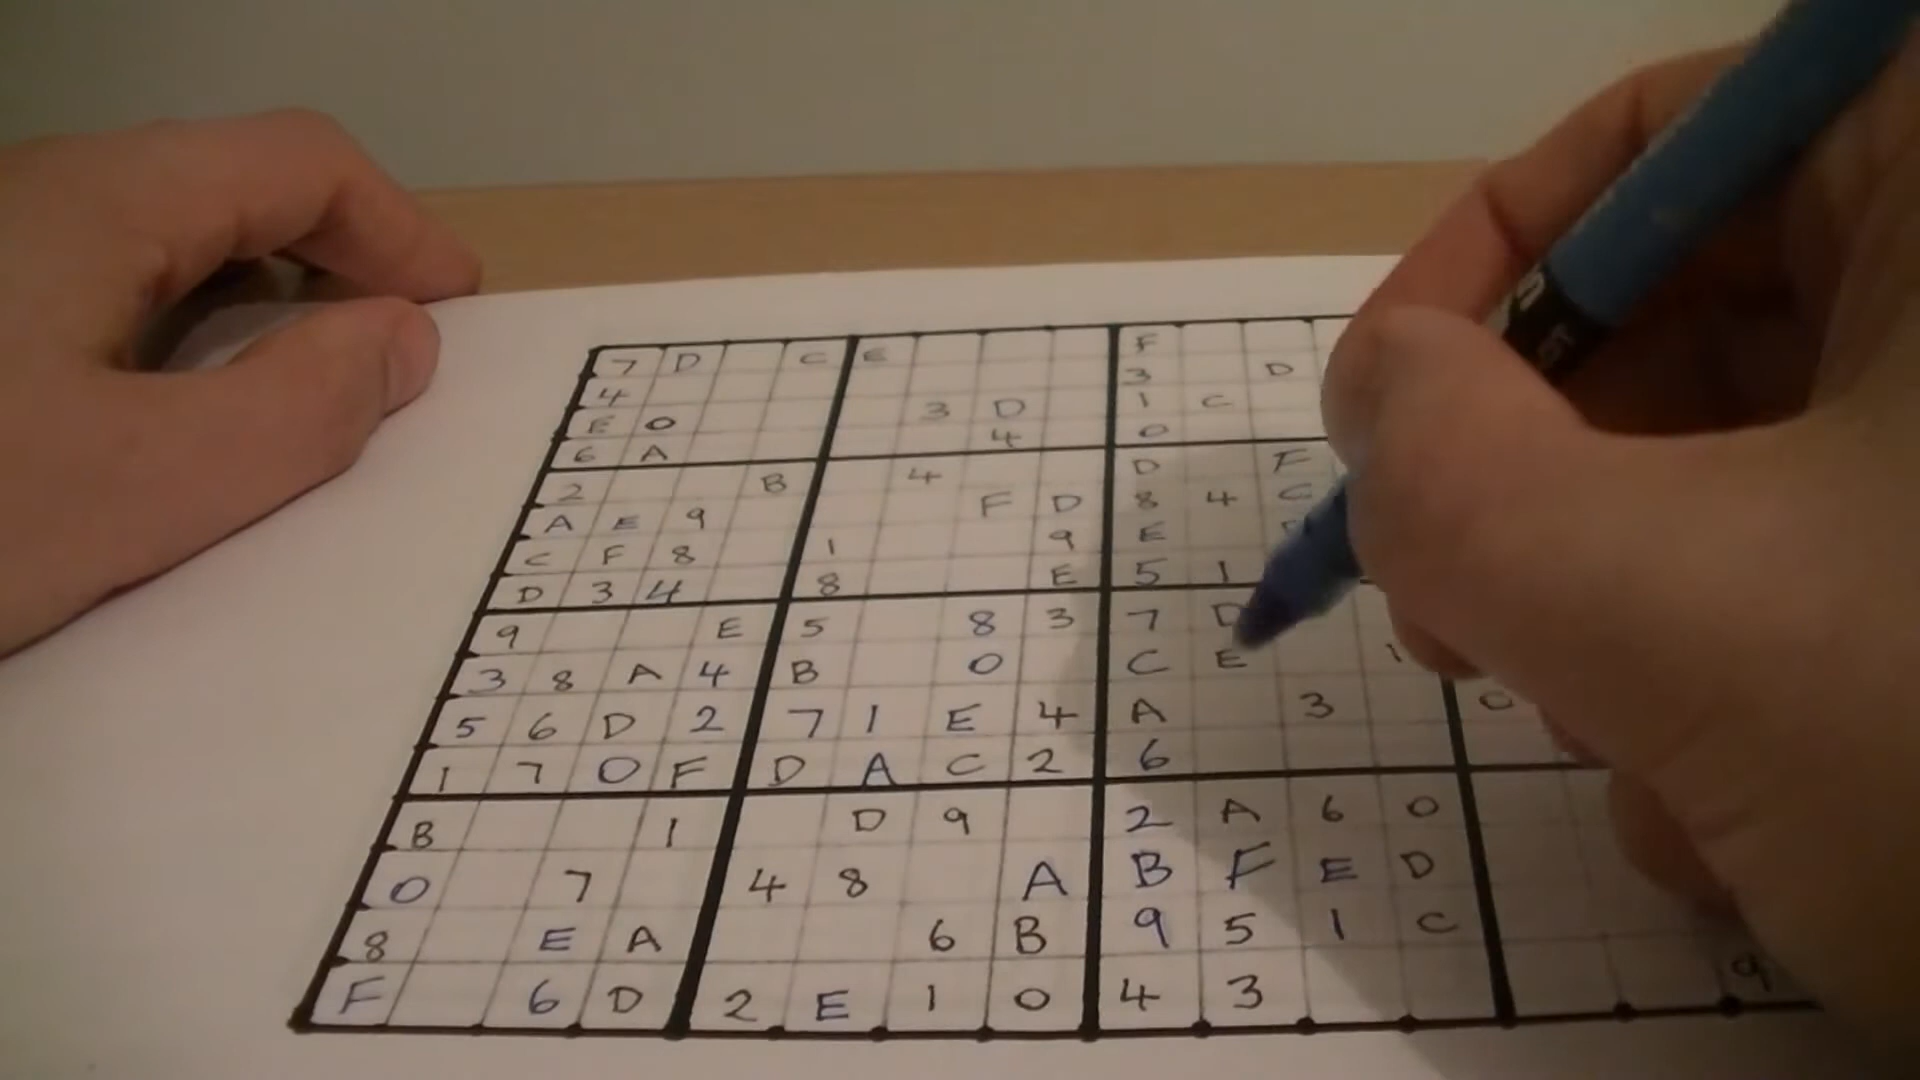 7 D C E F
4 3 D
E 0 3 D 1 C
6 A 4 0
2 B 4 D F
A E 9 F D 8 4 C
C F 8 1 9 E
D 3 4 8 E 5 1
9 E 5 8 3 7 D
3 8 A 4 B 0 C E 1
5 6 D 2 7 1 E 4 A 3 0
1 7 0 F D A C 2 6
B 1 D 9 2 A 6 0
0 7 4 8 A B F E D
8 E A 6 B 9 5 1 C
F 6 D 2 E 1 0 4 3 9